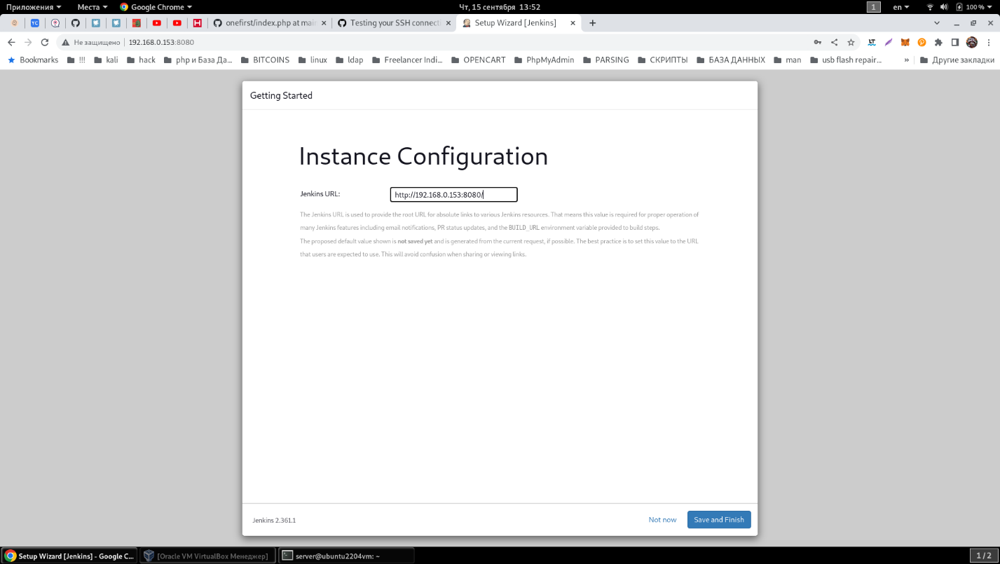 Приложения Места Google Chrome Чт, 15 сентября 13:52 1 en 100 %
YC H onefirst/index.php at mai Testing your SSH connect Setup Wizard [Jenkins]
Не защищено 192.168.0.153:8080 LT
Bookmarks !!! kali hack php и База Да... BITCOINS linux ldap Freelancer Indi... OPENCART PhpMyAdmin PARSING СКРИПТЫ БАЗА ДАННЫХ man usb flash repair... » Другие закладки
Getting Started
Instance Configuration
Jenkins URL: http://192.168.0.153:8080/
The Jenkins URL is used to provide the root URL for absolute links to various Jenkins resources. That means this value is required for proper operation of
many Jenkins features including email notifications, PR status updates, and the BUILD_URL environment variable provided to build steps.
The proposed default value shown is not saved yet and is generated from the current request, if possible. The best practice is to set this value to the URL
that users are expected to use. This will avoid confusion when sharing or viewing links.
Jenkins 2.361.1 Not now Save and Finish
Setup Wizard [Jenkins] - Google C... [Oracle VM VirtualBox Менеджер] server@ubuntu2204vm: ~ 1 / 2